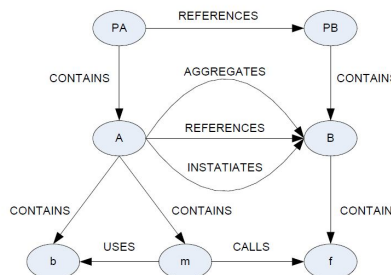 REFERENCES
PA
PB
CONTAINS
CONTAINS
AGGREGATES
A
REFERENCES
B
INSTATIATES
CONTAINS
CONTAINS
CONTAIN
b
USES
m
CALLS
f